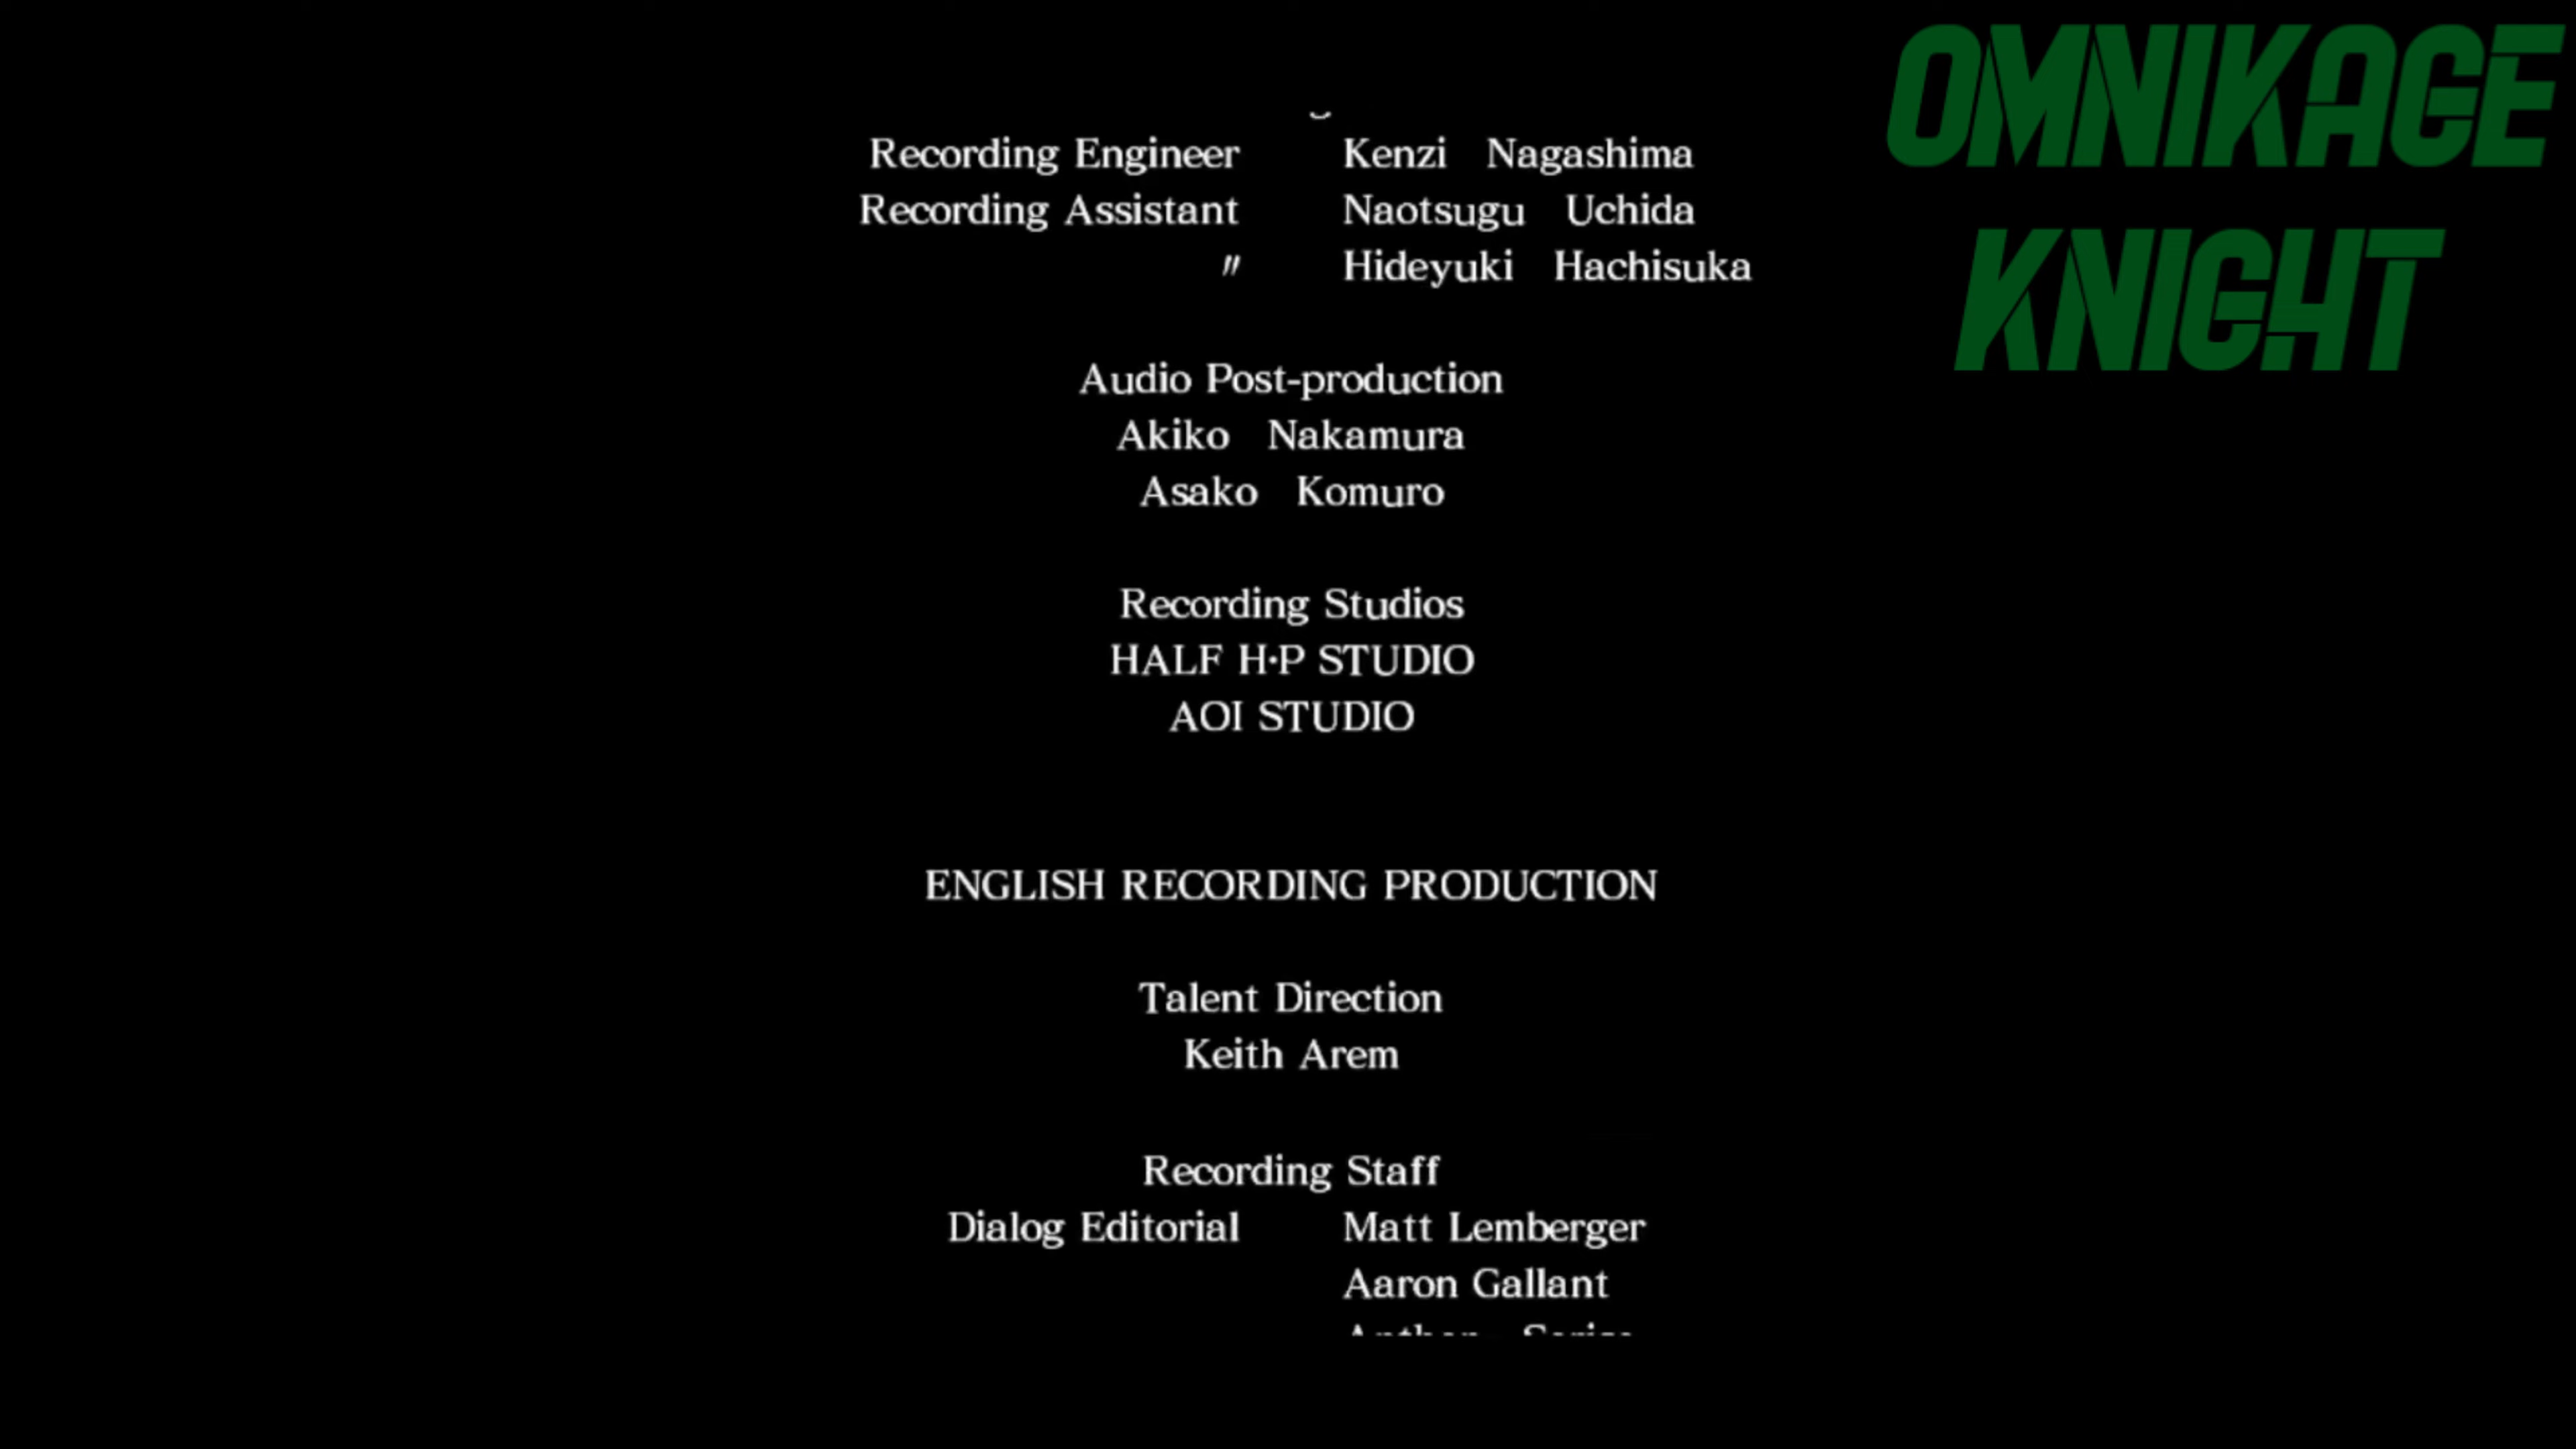 OMNIKAGE
KNIGHT
Recording Engineer Kenzi Nagashima
Recording Assistant Naotsugu Uchida
〃 Hideyuki Hachisuka
Audio Post-production
Akiko Nakamura
Asako Komuro
Recording Studios
HALF H·P STUDIO
AOI STUDIO
ENGLISH RECORDING PRODUCTION
Talent Direction
Keith Arem
Recording Staff
Dialog Editorial Matt Lemberger
Aaron Gallant